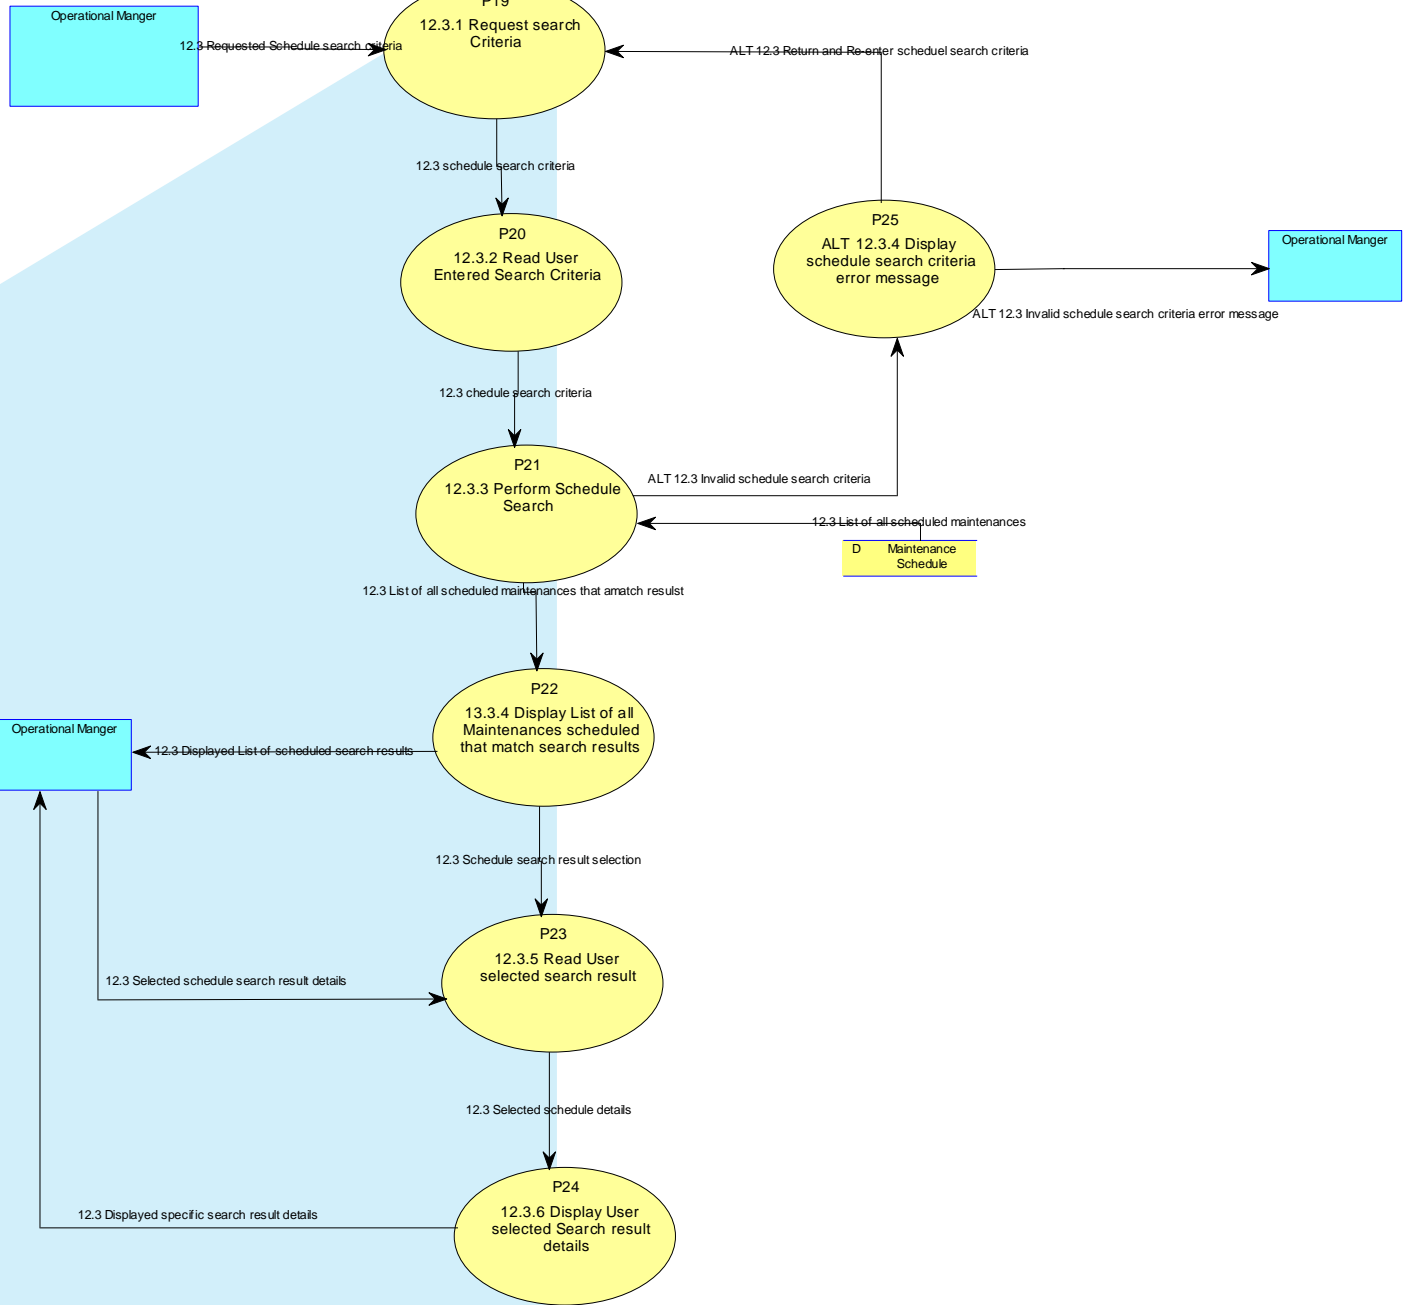 Operational Manger
P19
12.3.1 Request search
Criteria
12.3 Requested Schedule search criteria
ALT 12.3 Return and Re-enter scheduel search criteria
12.3 schedule search criteria
P20
12.3.2 Read User
Entered Search Criteria
P25
ALT 12.3.4 Display
schedule search criteria
error message
Operational Manger
ALT 12.3 Invalid schedule search criteria error message
12.3 chedule search criteria
P21
12.3.3 Perform Schedule
Search
ALT 12.3 Invalid schedule search criteria
12.3 List of all scheduled maintenances
D Maintenance
Schedule
12.3 List of all scheduled maintenances that amatch resulst
P22
13.3.4 Display List of all
Maintenances scheduled
that match search results
Operational Manger
12.3 Displayed List of scheduled search results
12.3 Schedule search result selection
P23
12.3.5 Read User
selected search result
12.3 Selected schedule search result details
12.3 Selected schedule details
P24
12.3.6 Display User
selected Search result
details
12.3 Displayed specific search result details